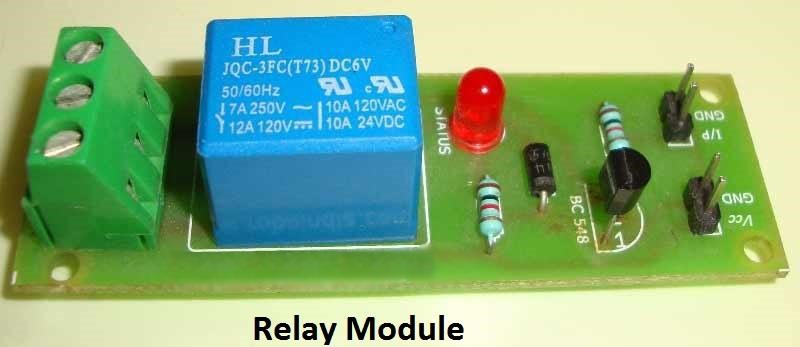 HL
JQC-3FC(T73) DC6V
50/60Hz
7A 250V ~ 10A 120VAC
12A 120V 10A 24VDC
STATUS
BC 548
1
GND
I/P
GND
Vcc
Relay Module